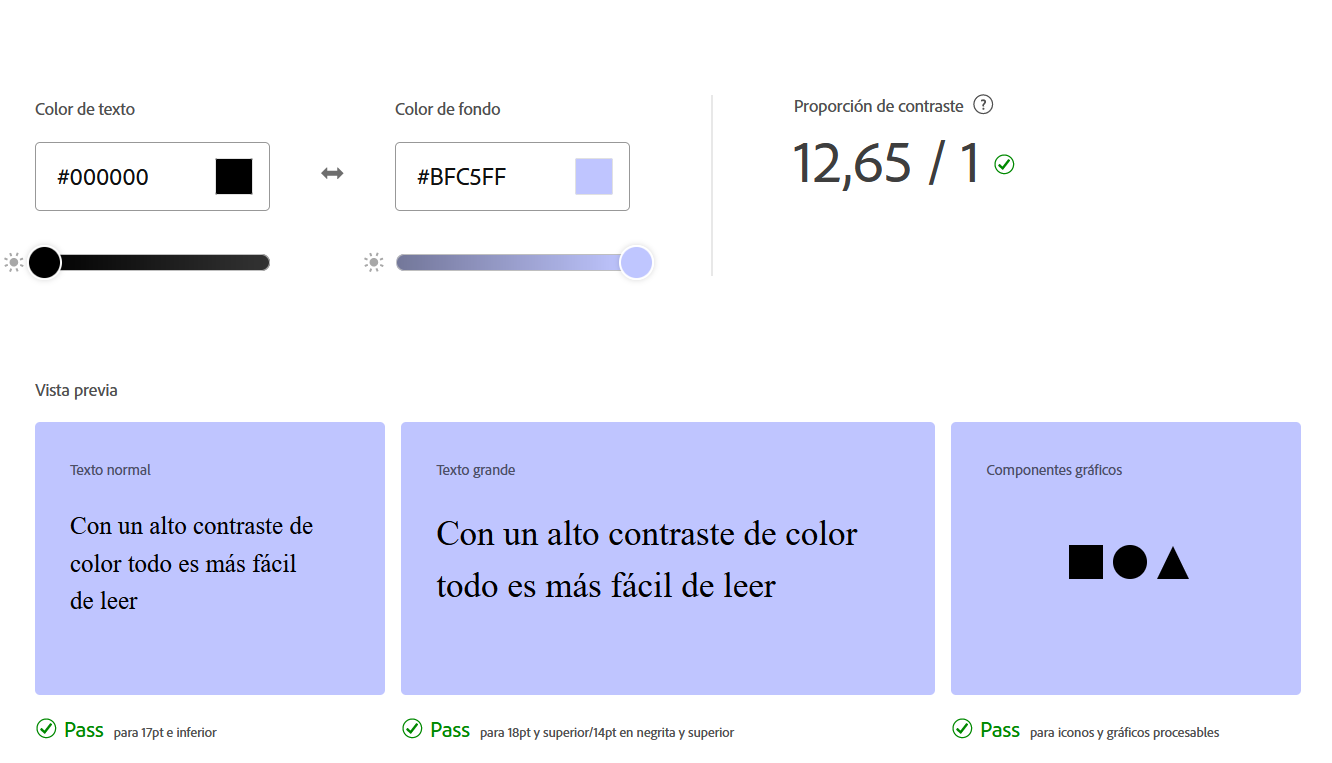 Color de texto
Color de fondo
Proporción de contraste ?
#000000
#BFC5FF
12,65 / 1
Vista previa
Texto normal
Con un alto contraste de
color todo es más fácil
de leer
Texto grande
Con un alto contraste de color
todo es más fácil de leer
Componentes gráficos
Pass para 17pt e inferior
Pass para 18pt y superior/14pt en negrita y superior
Pass para iconos y gráficos procesables